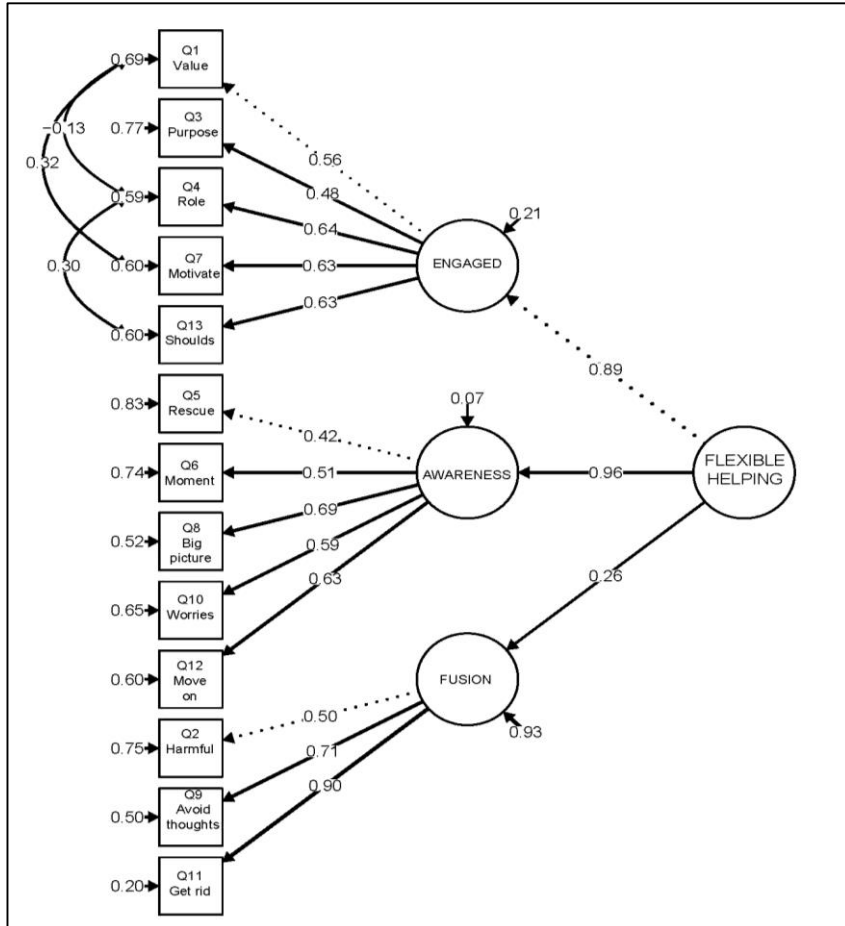 Q1
Value
0.69
Q3
Purpose
0.77
−0.13
0.32
Q4
Role
0.59
Q7
Motivate
0.60
0.30
Q13
Shoulds
0.60
0.56
0.48
0.64
0.63
0.63
ENGAGED
0.21
0.89
Q5
Rescue
0.83
Q6
Moment
0.74
Q8
Big
picture
0.52
Q10
Worries
0.65
Q12
Move
on
0.60
0.42
0.51
0.69
0.59
0.63
0.07
AWARENESS
0.96
FLEXIBLE
HELPING
0.26
Q2
Harmful
0.75
Q9
Avoid
thoughts
0.50
Q11
Get rid
0.20
0.50
0.71
0.90
FUSION
0.93